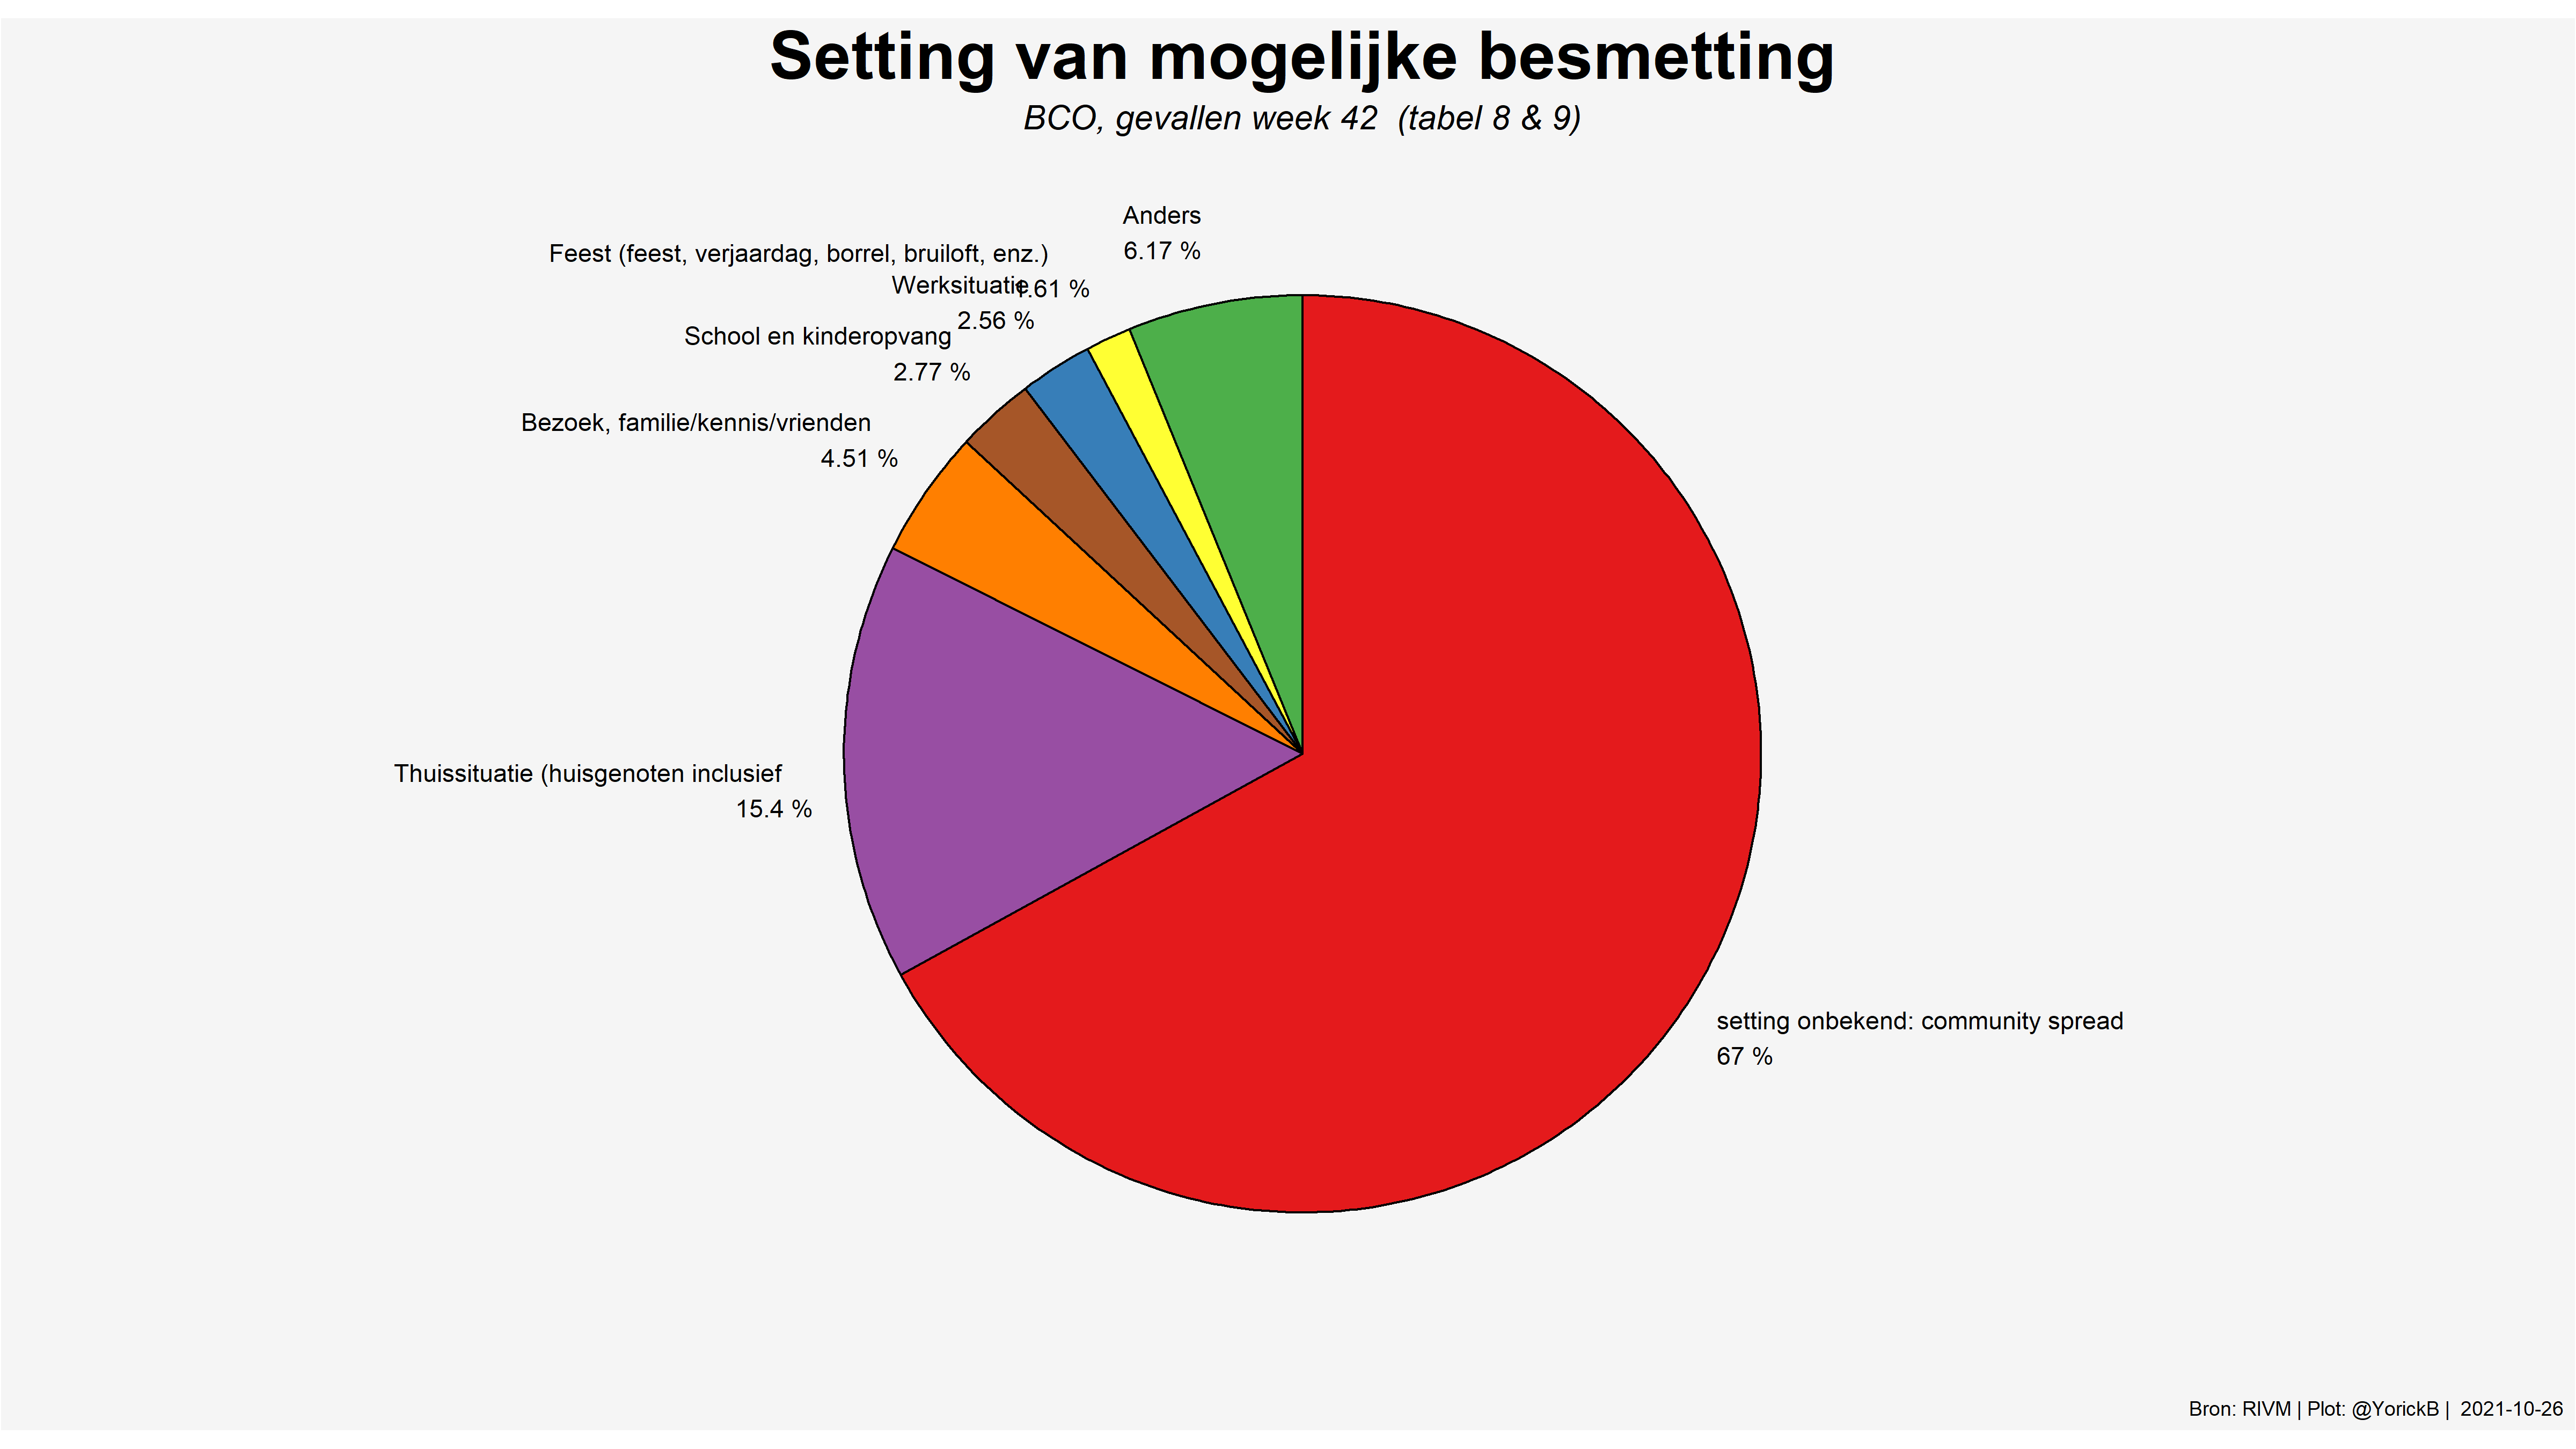 Setting van mogelijke besmetting
BCO, gevallen week 42 (tabel 8 & 9)
Anders
6.17 %
Feest (feest, verjaardag, borrel, bruiloft, enz.)
1.61 %
Werksituatie
2.56 %
School en kinderopvang
2.77 %
Bezoek, familie/kennis/vrienden
4.51 %
Thuissituatie (huisgenoten inclusief
15.4 %
setting onbekend: community spread
67 %
Bron: RIVM | Plot: @YorickB | 2021-10-26